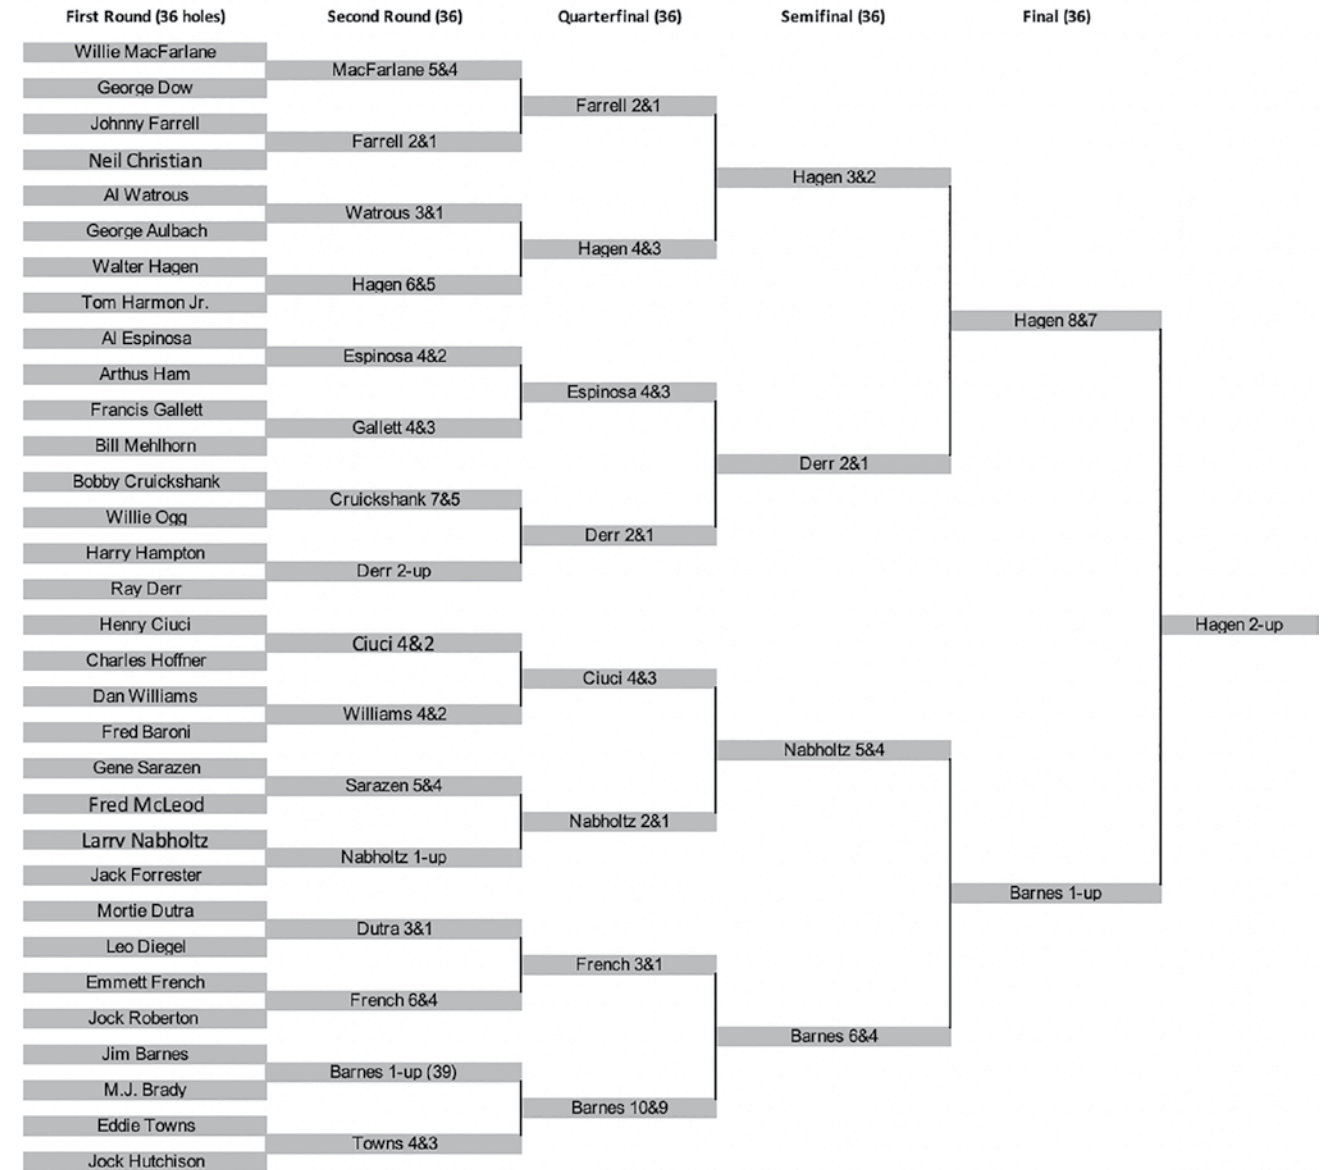 First Round (36 holes)
Second Round (36)
Quarterfinal (36)
Semifinal (36)
Final (36)
Willie MacFarlane
George Dow
Johnny Farrell
Neil Christian
Al Watrous
George Aulbach
Walter Hagen
Tom Harmon Jr.
Al Espinosa
Arthus Ham
Francis Gallett
Bill Mehlhorn
Bobby Cruickshank
Willie Ogg
Harry Hampton
Ray Derr
Henry Ciuci
Charles Hoffner
Dan Williams
Fred Baroni
Gene Sarazen
Fred McLeod
Larry Nabholtz
Jack Forrester
Mortie Dutra
Leo Diegel
Emmett French
Jock Roberton
Jim Barnes
M.J. Brady
Eddie Towns
Jock Hutchison
MacFarlane 5&4
Farrell 2&1
Watrous 3&1
Hagen 6&5
Espinosa 4&2
Gallett 4&3
Cruickshank 7&5
Derr 2-up
Ciuci 4&2
Williams 4&2
Sarazen 5&4
Nabholtz 1-up
Dutra 3&1
French 6&4
Barnes 1-up (39)
Towns 4&3
Farrell 2&1
Hagen 4&3
Espinosa 4&3
Derr 2&1
Ciuci 4&3
Nabholtz 2&1
French 3&1
Barnes 10&9
Hagen 3&2
Derr 2&1
Nabholtz 5&4
Barnes 6&4
Hagen 8&7
Barnes 1-up
Hagen 2-up